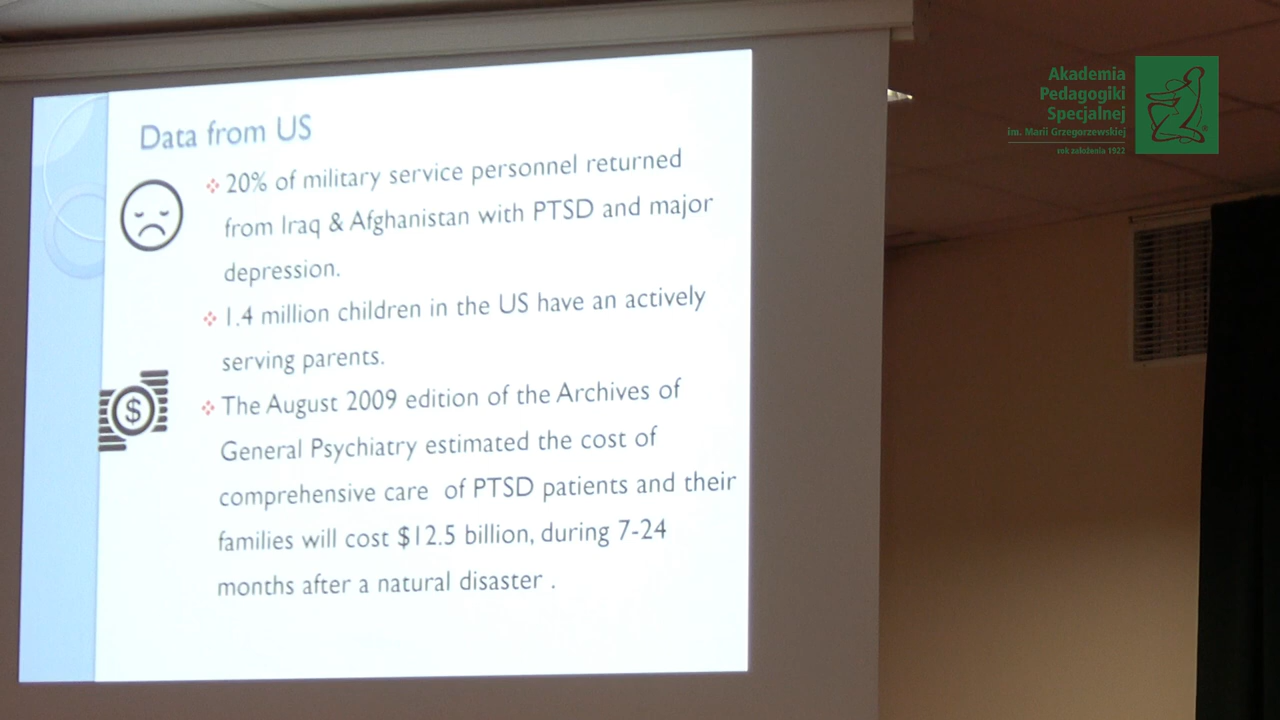 Data from US
20% of military service personnel returned
from Iraq & Afghanistan with PTSD and major
depression.
1.4 million children in the US have an actively
serving parents.
The August 2009 edition of the Archives of
General Psychiatry estimated the cost of
comprehensive care of PTSD patients and their
families will cost $12.5 billion, during 7-24
months after a natural disaster .
$
Akademia
Pedagogiki
Specjalnej
im. Marii Grzegorzewskiej
rok założenia 1922
®